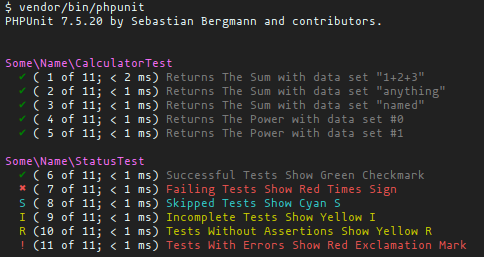 $ vendor/bin/phpunit
PHPUnit 7.5.20 by Sebastian Bergmann and contributors.
Some\Name\CalculatorTest
✔ ( 1 of 11; < 2 ms) Returns The Sum with data set "1+2+3"
✔ ( 2 of 11; < 1 ms) Returns The Sum with data set "anything"
✔ ( 3 of 11; < 1 ms) Returns The Sum with data set "named"
✔ ( 4 of 11; < 1 ms) Returns The Power with data set #0
✔ ( 5 of 11; < 1 ms) Returns The Power with data set #1
Some\Name\StatusTest
✔ ( 6 of 11; < 1 ms) Successful Tests Show Green Checkmark
✖ ( 7 of 11; < 1 ms) Failing Tests Show Red Times Sign
S ( 8 of 11; < 1 ms) Skipped Tests Show Cyan S
I ( 9 of 11; < 1 ms) Incomplete Tests Show Yellow I
R (10 of 11; < 1 ms) Tests Without Assertions Show Yellow R
! (11 of 11; < 1 ms) Tests With Errors Show Red Exclamation Mark